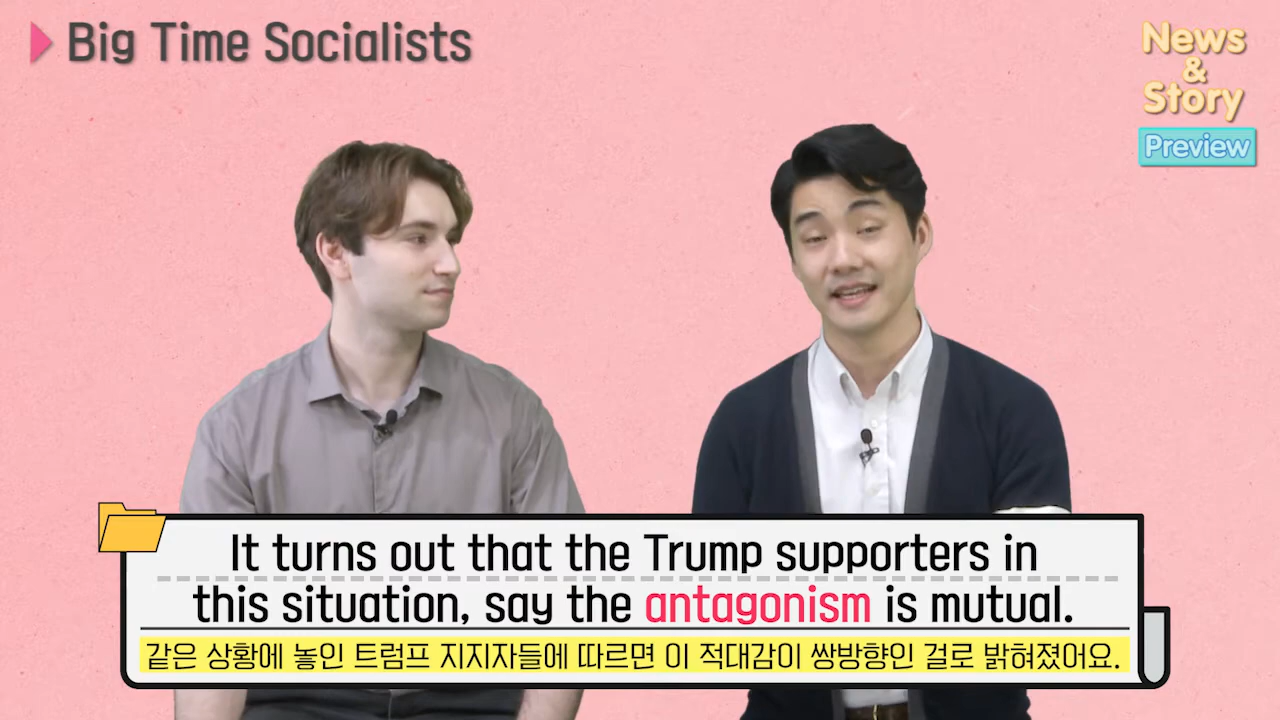 Big Time Socialists
News
&
Story
Preview
It turns out that the Trump supporters in
this situation, say the antagonism is mutual.
같은 상황에 놓인 트럼프 지지자들에 따르면 이 적대감이 쌍방향인 걸로 밝혀졌어요.